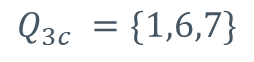 Q₃c = {1,6,7}